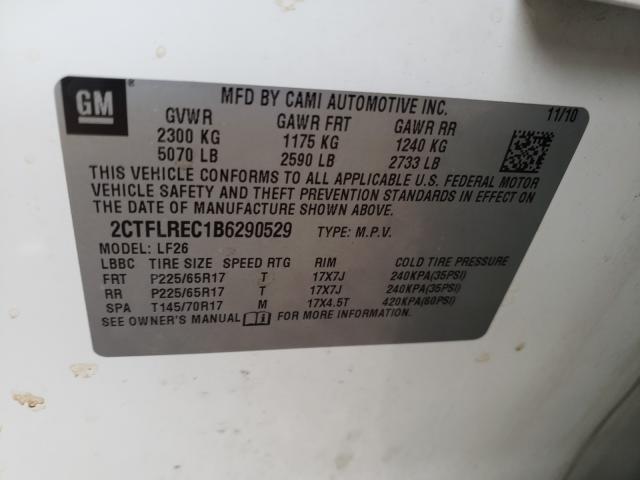 GM ®
MFD BY CAMI AUTOMOTIVE INC. 11/10
GVWR GAWR FRT GAWR RR
2300 KG 1175 KG 1240 KG
5070 LB 2590 LB 2733 LB
THIS VEHICLE CONFORMS TO ALL APPLICABLE U.S. FEDERAL MOTOR
VEHICLE SAFETY AND THEFT PREVENTION STANDARDS IN EFFECT ON
THE DATE OF MANUFACTURE SHOWN ABOVE.
2CTFLREC1B6290529 TYPE: M.P.V.
MODEL: LF26
LBBC TIRE SIZE SPEED RTG RIM COLD TIRE PRESSURE
FRT P225/65R17 T 17X7J 240KPA(35PSI)
RR P225/65R17 T 17X7J 240KPA(35PSI)
SPA T145/70R17 M 17X4.5T 420KPA(60PSI)
SEE OWNER'S MANUAL FOR MORE INFORMATION.